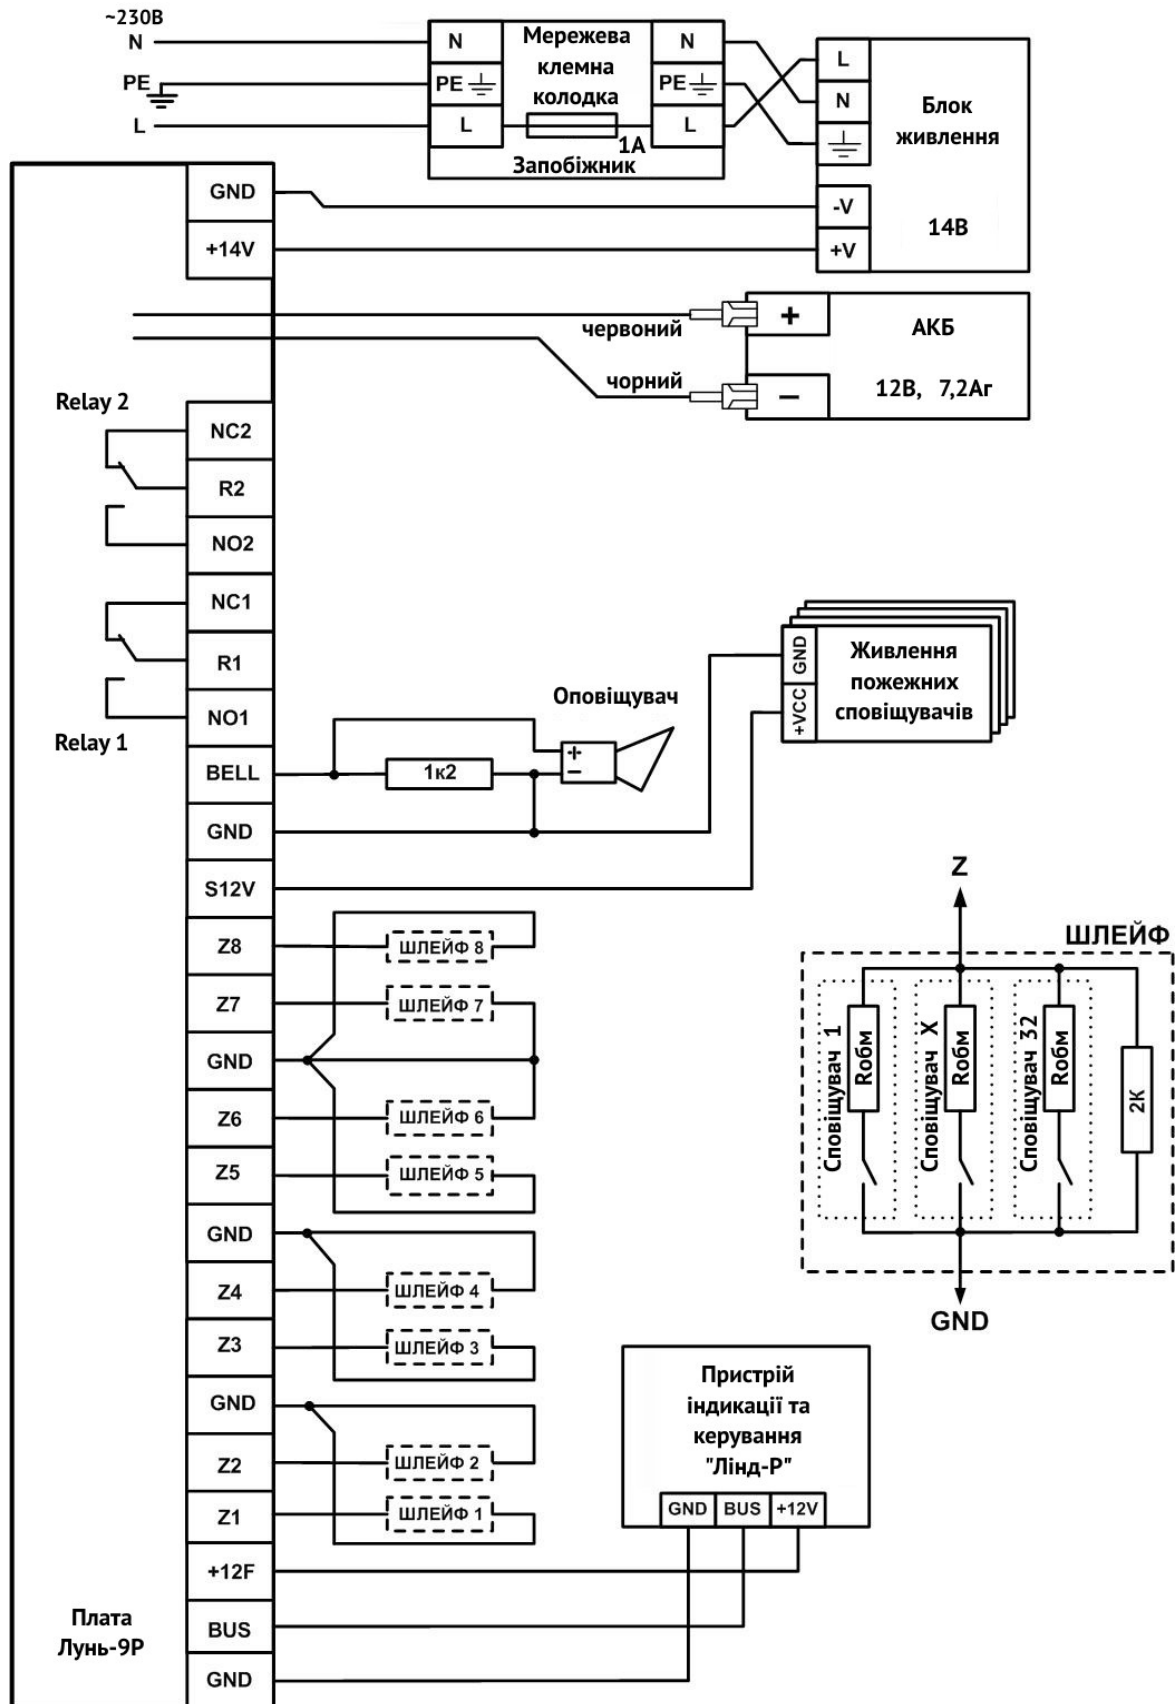 ~230В
N
PE
L
N
PE
L
Мережева
клемна
колодка
1А
Запобіжник
N
PE
L
L
N
Блок
живлення
-V
+V
14В
GND
+14V
червоний
чорний
+
−
АКБ
12В, 7,2Аг
Relay 2
NC2
R2
NO2
NC1
R1
NO1
Relay 1
BELL
GND
S12V
Z8
Z7
GND
Z6
Z5
GND
Z4
Z3
GND
Z2
Z1
+12F
BUS
GND
Плата
Лунь-9Р
1к2
Оповіщувач
+
−
GND
+VCC
Живлення
пожежних
сповіщувачів
ШЛЕЙФ 8
ШЛЕЙФ 7
ШЛЕЙФ 6
ШЛЕЙФ 5
ШЛЕЙФ 4
ШЛЕЙФ 3
ШЛЕЙФ 2
ШЛЕЙФ 1
Z
ШЛЕЙФ
Сповіщувач 1
Rобм
Сповіщувач X
Rобм
Сповіщувач 32
Rобм
2К
GND
Пристрій
індикації та
керування
"Лінд-Р"
GND BUS +12V